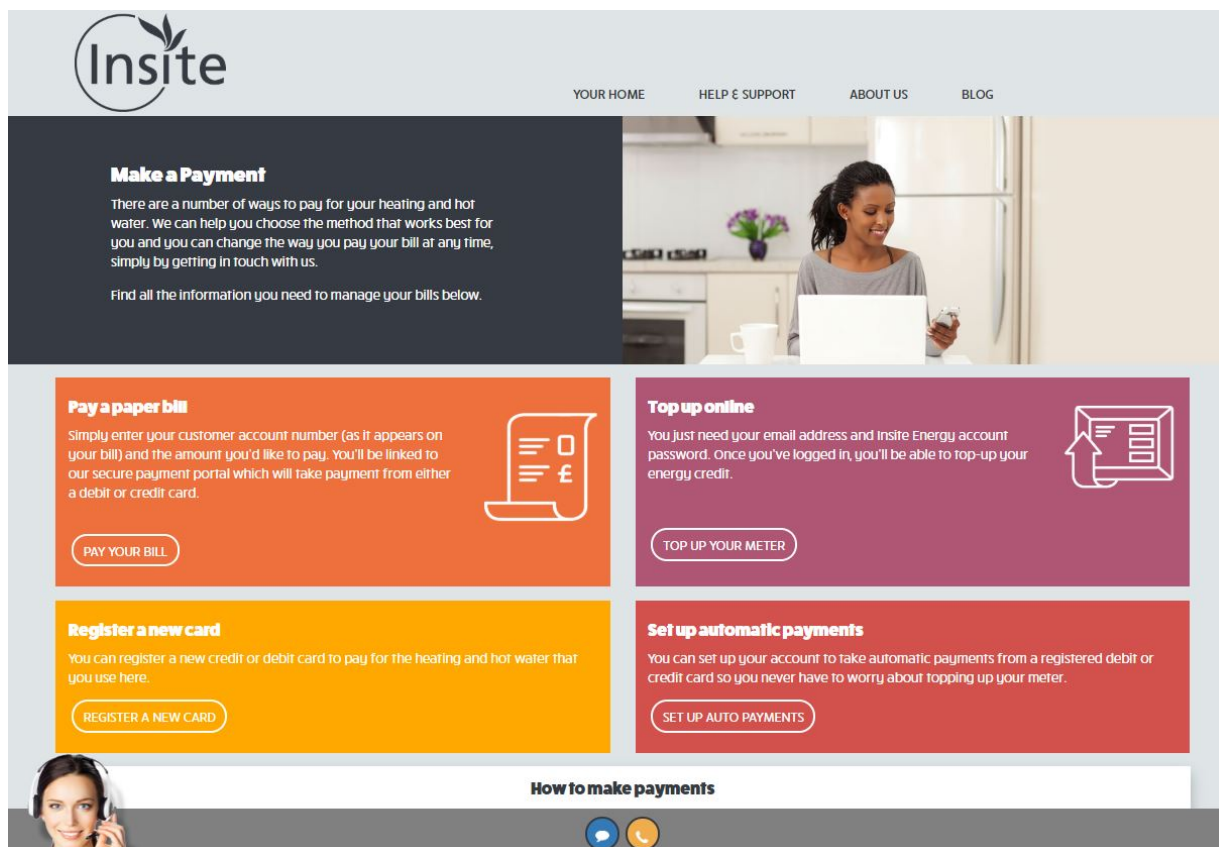 Insite
YOUR HOME
HELP & SUPPORT
ABOUT US
BLOG
Make a Payment
There are a number of ways to pay for your heating and hot
water. We can help you choose the method that works best for
you and you can change the way you pay your bill at any time,
simply by getting in touch with us.
Find all the information you need to manage your bills below.
Pay a paper bill
Simply enter your customer account number (as it appears on
your bill) and the amount you'd like to pay. You'll be linked to
our secure payment portal which will take payment from either
a debit or credit card.
£
PAY YOUR BILL
Top up online
You just need your email address and Insite Energy account
password. Once you've logged in, you'll be able to top-up your
energy credit.
TOP UP YOUR METER
Register a new card
You can register a new credit or debit card to pay for the heating and hot water that
you use here.
REGISTER A NEW CARD
Set up automatic payments
You can set up your account to take automatic payments from a registered debit or
credit card so you never have to worry about topping up your meter.
SET UP AUTO PAYMENTS
How to make payments